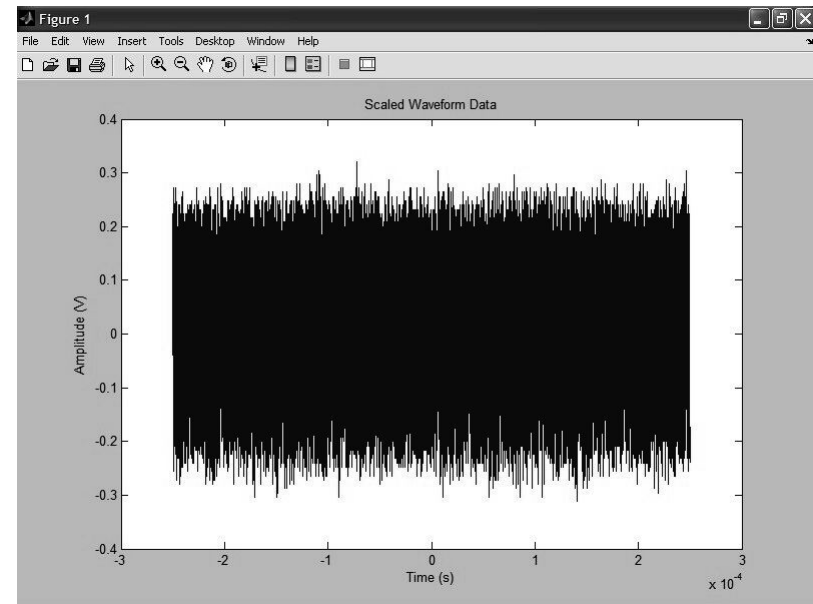 Figure 1
File Edit View Insert Tools Desktop Window Help
Scaled Waveform Data
0.4
0.3
0.2
0.1
0
-0.1
-0.2
-0.3
-0.4
Amplitude (V)
-3 -2 -1 0 1 2 3
Time (s)
x 10^-4